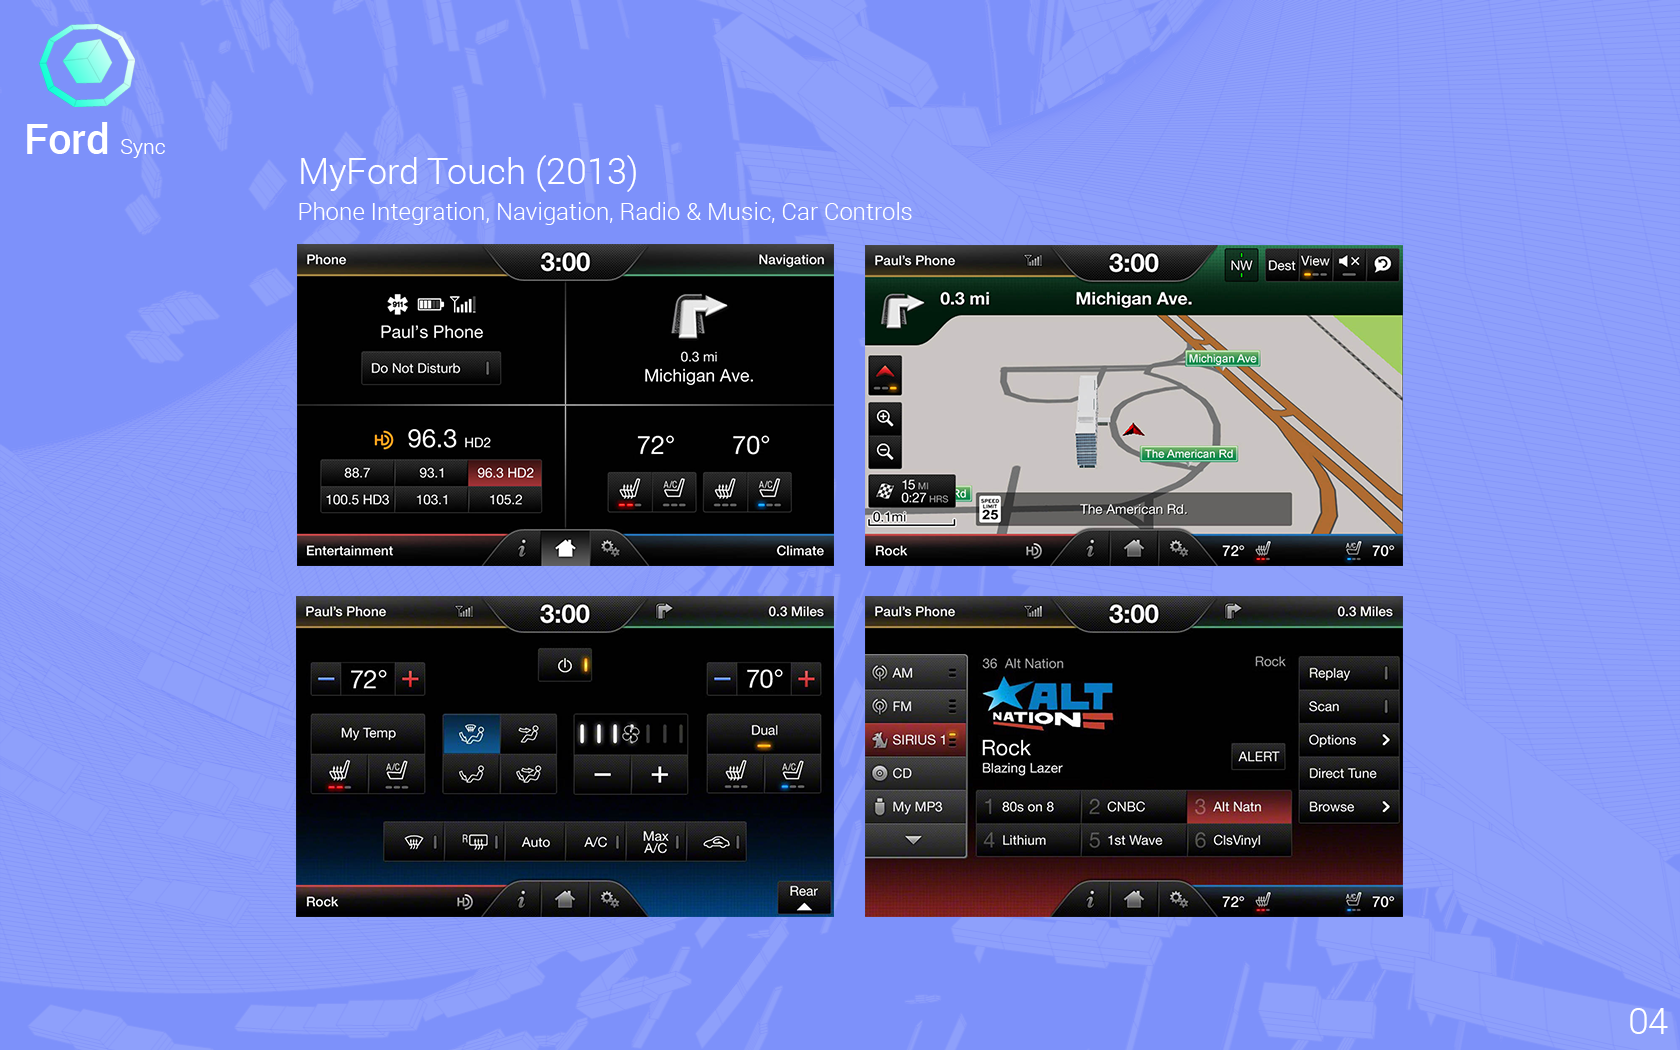 Ford Sync
MyFord Touch (2013)
Phone Integration, Navigation, Radio & Music, Car Controls
Phone 3:00 Navigation
911
Paul's Phone
Do Not Disturb
0.3 mi
Michigan Ave.
HD 96.3 HD2
88.7 93.1 96.3 HD2
100.5 HD3 103.1 105.2
72° 70°
A/C A/C
Entertainment i Climate
Paul's Phone 3:00 NW Dest View
0.3 mi Michigan Ave.
Michigan Ave
The American Rd
15 MI
0:27 HRS
Rd
0.1mi
SPEED
LIMIT
25
The American Rd.
Rock HD i 72° A/C 70°
Paul's Phone 3:00 0.3 Miles
72° 70°
My Temp Dual
A/C A/C
R Auto A/C Max
A/C
Rock HD i Rear
Paul's Phone 3:00 0.3 Miles
AM
FM
SIRIUS 1
CD
My MP3
36 Alt Nation Rock
ALT
NATION
Rock
Blazing Lazer
ALERT
1 80s on 8 2 CNBC 3 Alt Natn
4 Lithium 5 1st Wave 6 ClsVinyl
Replay
Scan
Options
Direct Tune
Browse
i 72° A/C 70°
04